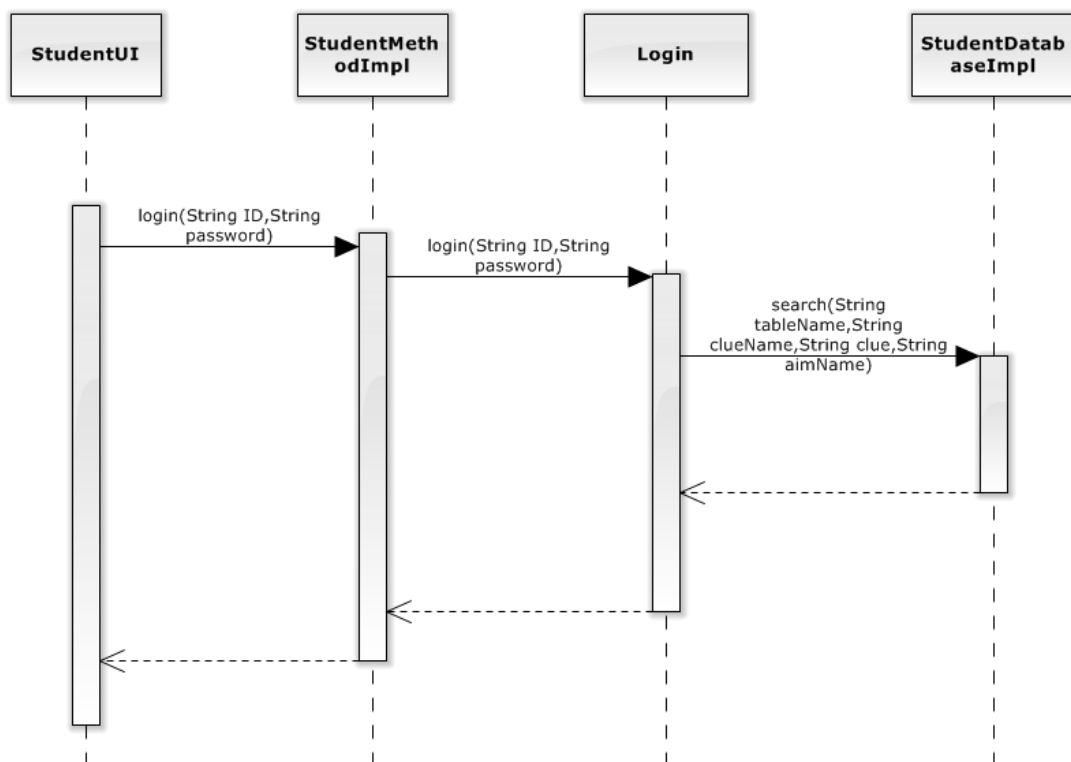 StudentUI
StudentMeth
odImpl
Login
StudentDatab
aseImpl
login(String ID,String
password)
login(String ID,String
password)
search(String
tableName,String
clueName,String clue,String
aimName)